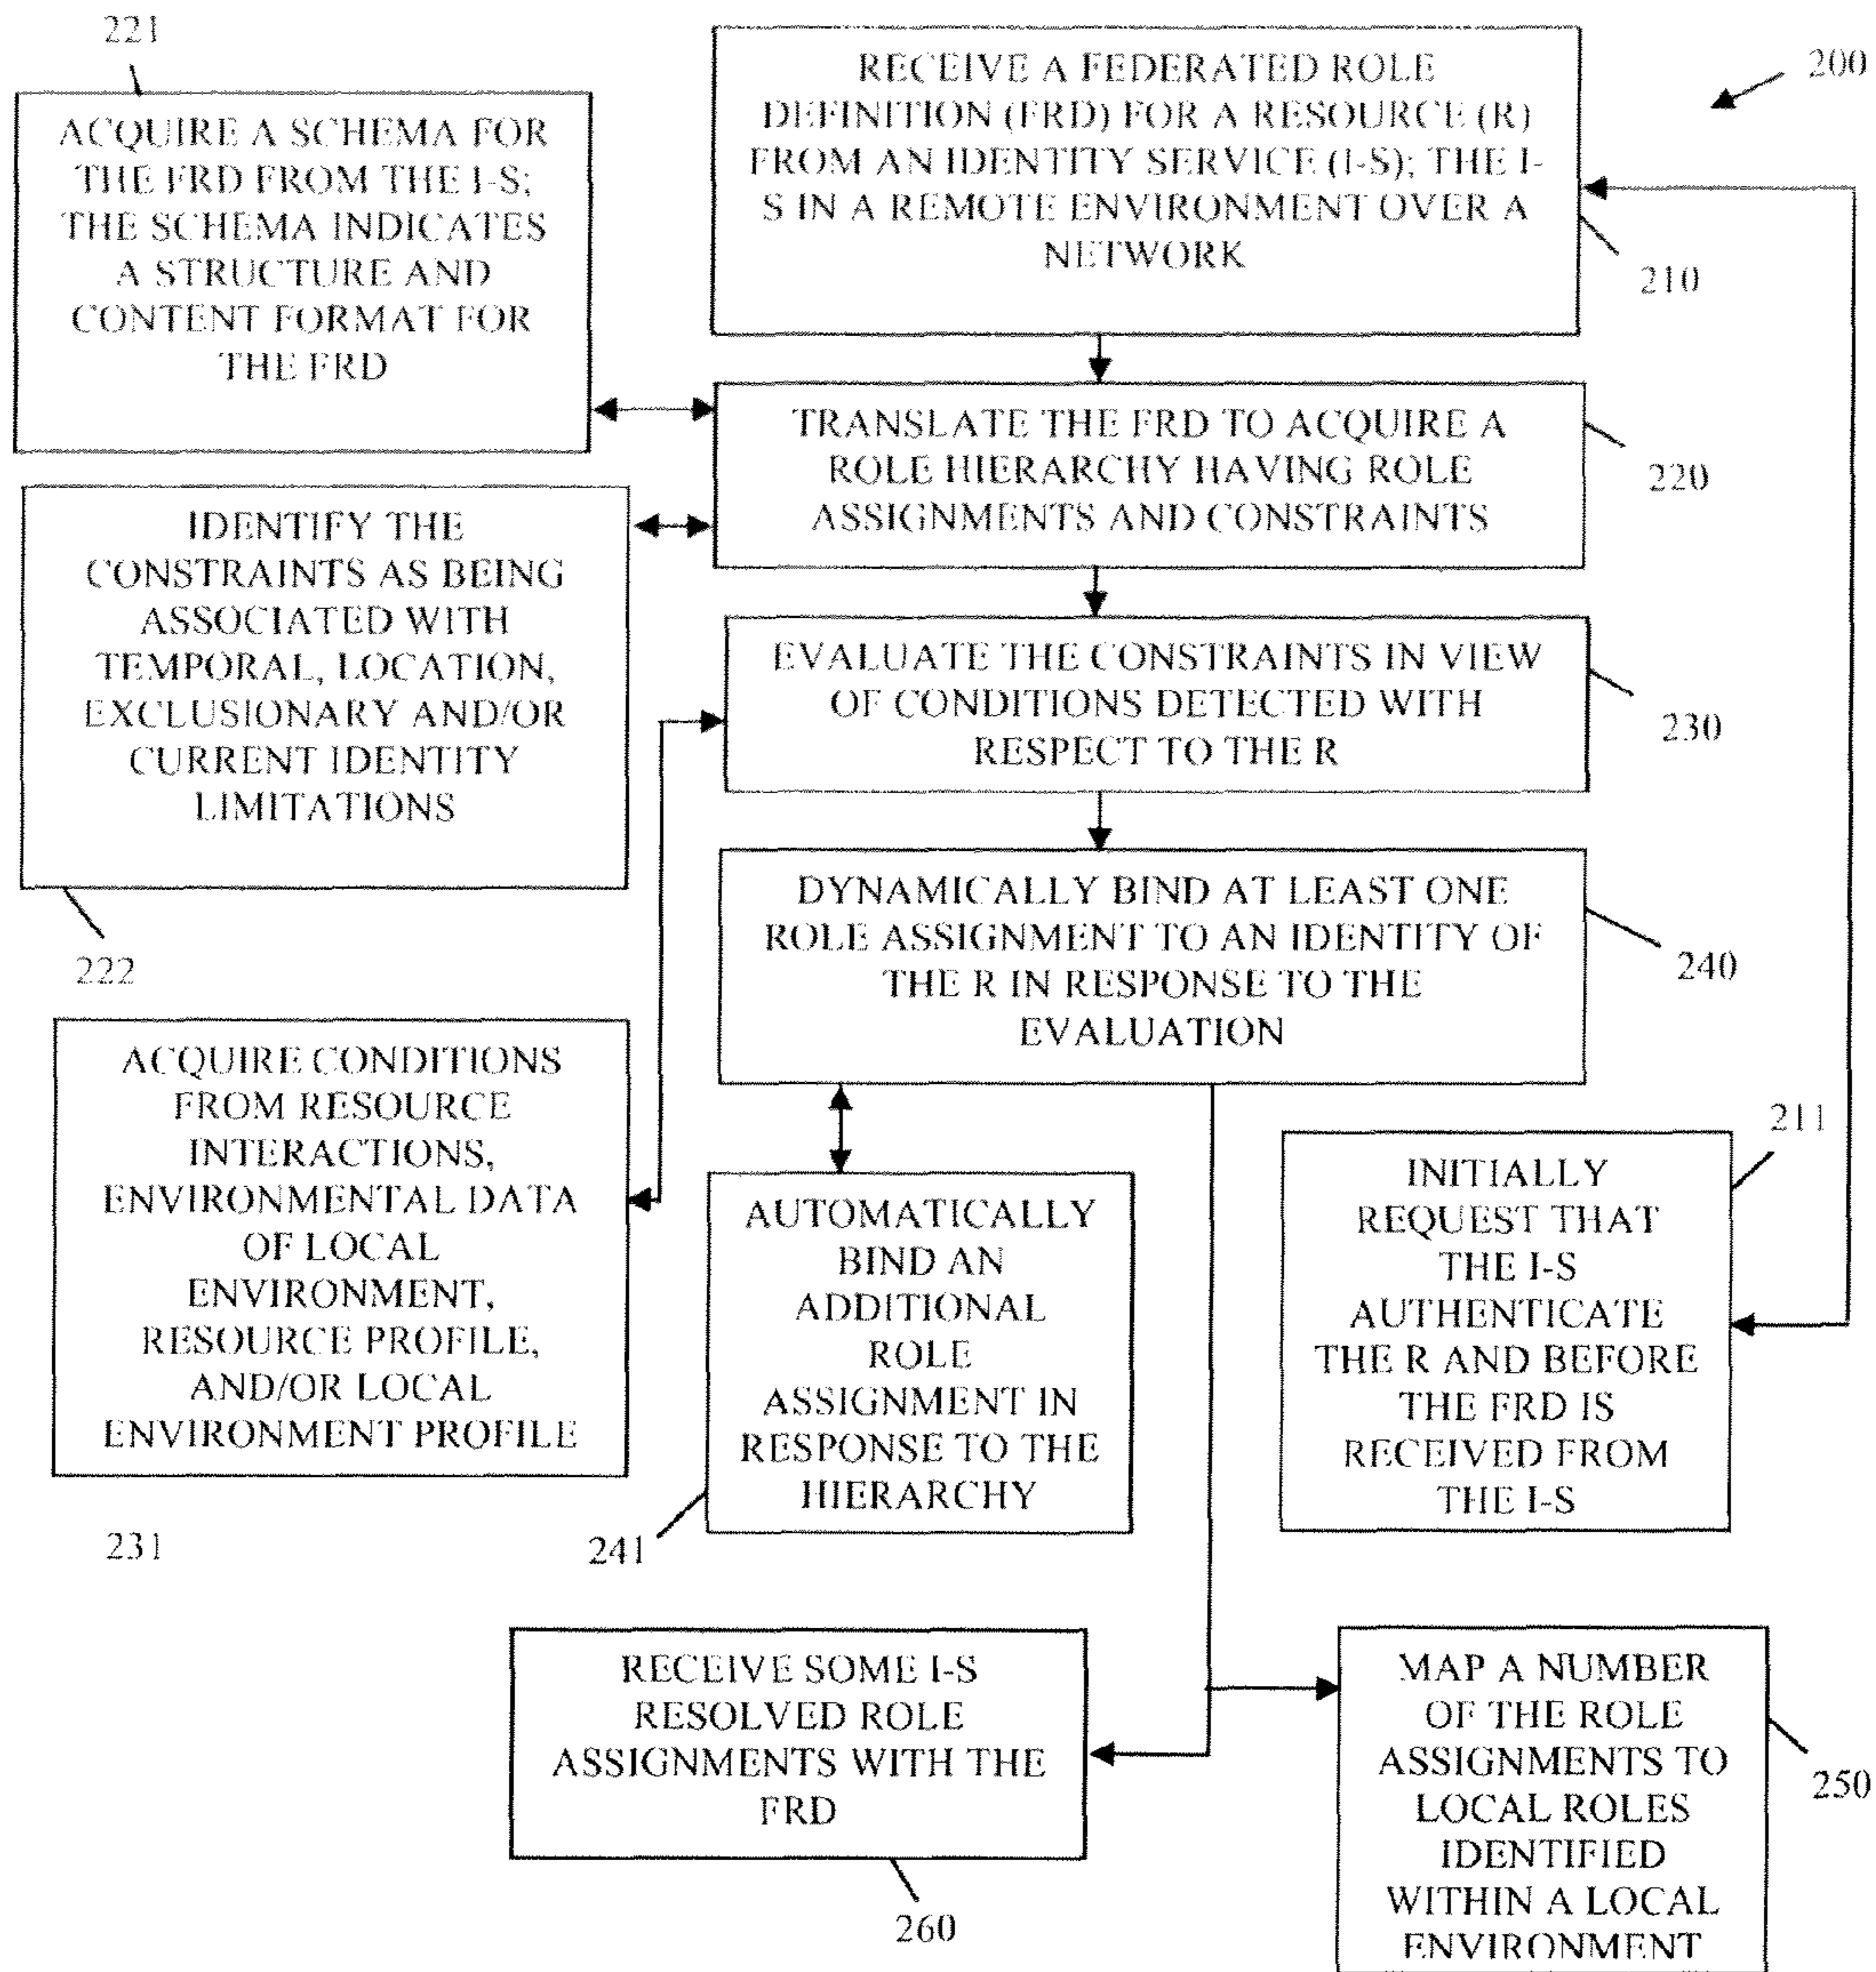 221
ACQUIRE A SCHEMA FOR
THE FRD FROM THE I-S;
THE SCHEMA INDICATES
A STRUCTURE AND
CONTENT FORMAT FOR
THE FRD
RECEIVE A FEDERATED ROLE
DEFINITION (FRD) FOR A RESOURCE (R)
FROM AN IDENTITY SERVICE (I-S); THE I-
S IN A REMOTE ENVIRONMENT OVER A
NETWORK
200
210
TRANSLATE THE FRD TO ACQUIRE A
ROLE HIERARCHY HAVING ROLE
ASSIGNMENTS AND CONSTRAINTS
220
IDENTIFY THE
CONSTRAINTS AS BEING
ASSOCIATED WITH
TEMPORAL, LOCATION,
EXCLUSIONARY AND/OR
CURRENT IDENTITY
LIMITATIONS
222
EVALUATE THE CONSTRAINTS IN VIEW
OF CONDITIONS DETECTED WITH
RESPECT TO THE R
230
DYNAMICALLY BIND AT LEAST ONE
ROLE ASSIGNMENT TO AN IDENTITY OF
THE R IN RESPONSE TO THE
EVALUATION
240
ACQUIRE CONDITIONS
FROM RESOURCE
INTERACTIONS,
ENVIRONMENTAL DATA
OF LOCAL
ENVIRONMENT,
RESOURCE PROFILE,
AND/OR LOCAL
ENVIRONMENT PROFILE
231
AUTOMATICALLY
BIND AN
ADDITIONAL
ROLE
ASSIGNMENT IN
RESPONSE TO THE
HIERARCHY
241
211
INITIALLY
REQUEST THAT
THE I-S
AUTHENTICATE
THE R AND BEFORE
THE FRD IS
RECEIVED FROM
THE I-S
RECEIVE SOME I-S
RESOLVED ROLE
ASSIGNMENTS WITH THE
FRD
260
MAP A NUMBER
OF THE ROLE
ASSIGNMENTS TO
LOCAL ROLES
IDENTIFIED
WITHIN A LOCAL
ENVIRONMENT
250